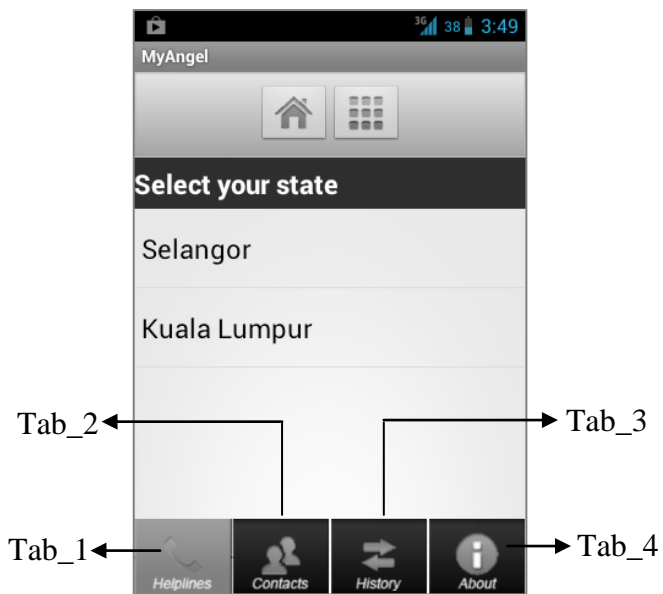 3G 38 3:49
MyAngel
Select your state
Selangor
Kuala Lumpur
Tab_2 Tab_3
Tab_1 Tab_4
Helplines Contacts History About